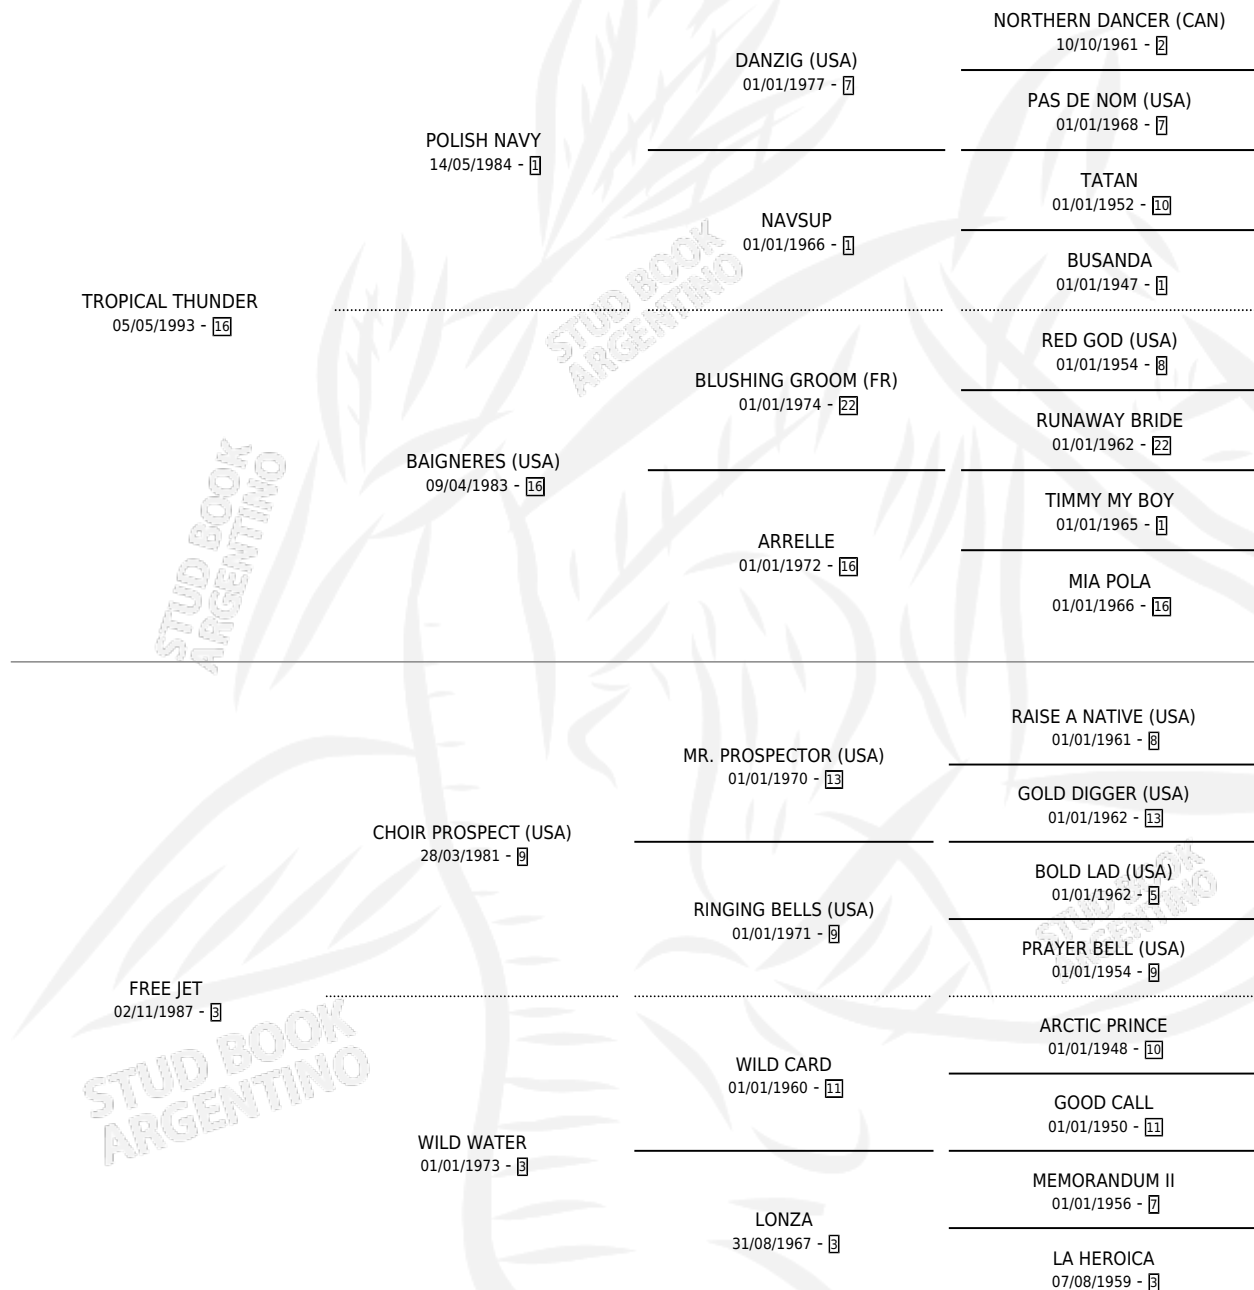 NORTHERN DANCER (CAN)
10/10/1961 - 2
DANZIG (USA)
01/01/1977 - 7
PAS DE NOM (USA)
01/01/1968 - 7
POLISH NAVY
14/05/1984 - 1
TATAN
01/01/1952 - 10
NAVSUP
01/01/1966 - 1
BUSANDA
01/01/1947 - 1
TROPICAL THUNDER
05/05/1993 - 16
STUD BOOK
ARGENTINO
RED GOD (USA)
01/01/1954 - 8
BLUSHING GROOM (FR)
01/01/1974 - 22
RUNAWAY BRIDE
01/01/1962 - 22
BAIGNERES (USA)
09/04/1983 - 16
TIMMY MY BOY
01/01/1965 - 1
ARRELLE
01/01/1972 - 16
MIA POLA
01/01/1966 - 16
STUD BOOK
ARGENTINO
RAISE A NATIVE (USA)
01/01/1961 - 8
MR. PROSPECTOR (USA)
01/01/1970 - 13
GOLD DIGGER (USA)
01/01/1962 - 13
CHOIR PROSPECT (USA)
28/03/1981 - 9
BOLD LAD (USA)
01/01/1962 - 5
RINGING BELLS (USA)
01/01/1971 - 9
STUD BOOK
ARGENTINO
PRAYER BELL (USA)
01/01/1954 - 9
FREE JET
02/11/1987 - 3
STUD BOOK
ARGENTINO
ARCTIC PRINCE
01/01/1948 - 10
WILD CARD
01/01/1960 - 11
GOOD CALL
01/01/1950 - 11
WILD WATER
01/01/1973 - 3
MEMORANDUM II
01/01/1956 - 7
LONZA
31/08/1967 - 3
LA HEROICA
07/08/1959 - 3